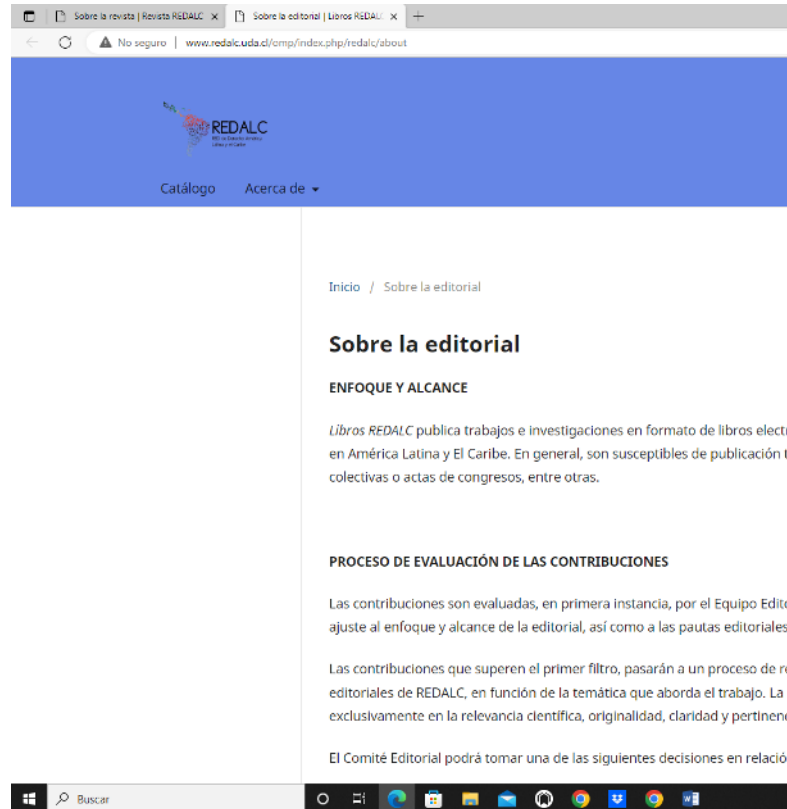 Sobre la revista | Revista REDALC
Sobre la editorial | Libros REDAL
No seguro | www.redalc.uda.cl/omp/index.php/redalc/about
REDALC
Catálogo Acerca de
Inicio / Sobre la editorial
Sobre la editorial
ENFOQUE Y ALCANCE
Libros REDALC publica trabajos e investigaciones en formato de libros electr
en América Latina y El Caribe. En general, son susceptibles de publicación t
colectivas o actas de congresos, entre otras.
PROCESO DE EVALUACIÓN DE LAS CONTRIBUCIONES
Las contribuciones son evaluadas, en primera instancia, por el Equipo Edito
ajuste al enfoque y alcance de la editorial, así como a las pautas editoriales
Las contribuciones que superen el primer filtro, pasarán a un proceso de re
editoriales de REDALC, en función de la temática que aborda el trabajo. La
exclusivamente en la relevancia científica, originalidad, claridad y pertinen
El Comité Editorial podrá tomar una de las siguientes decisiones en relació
Buscar